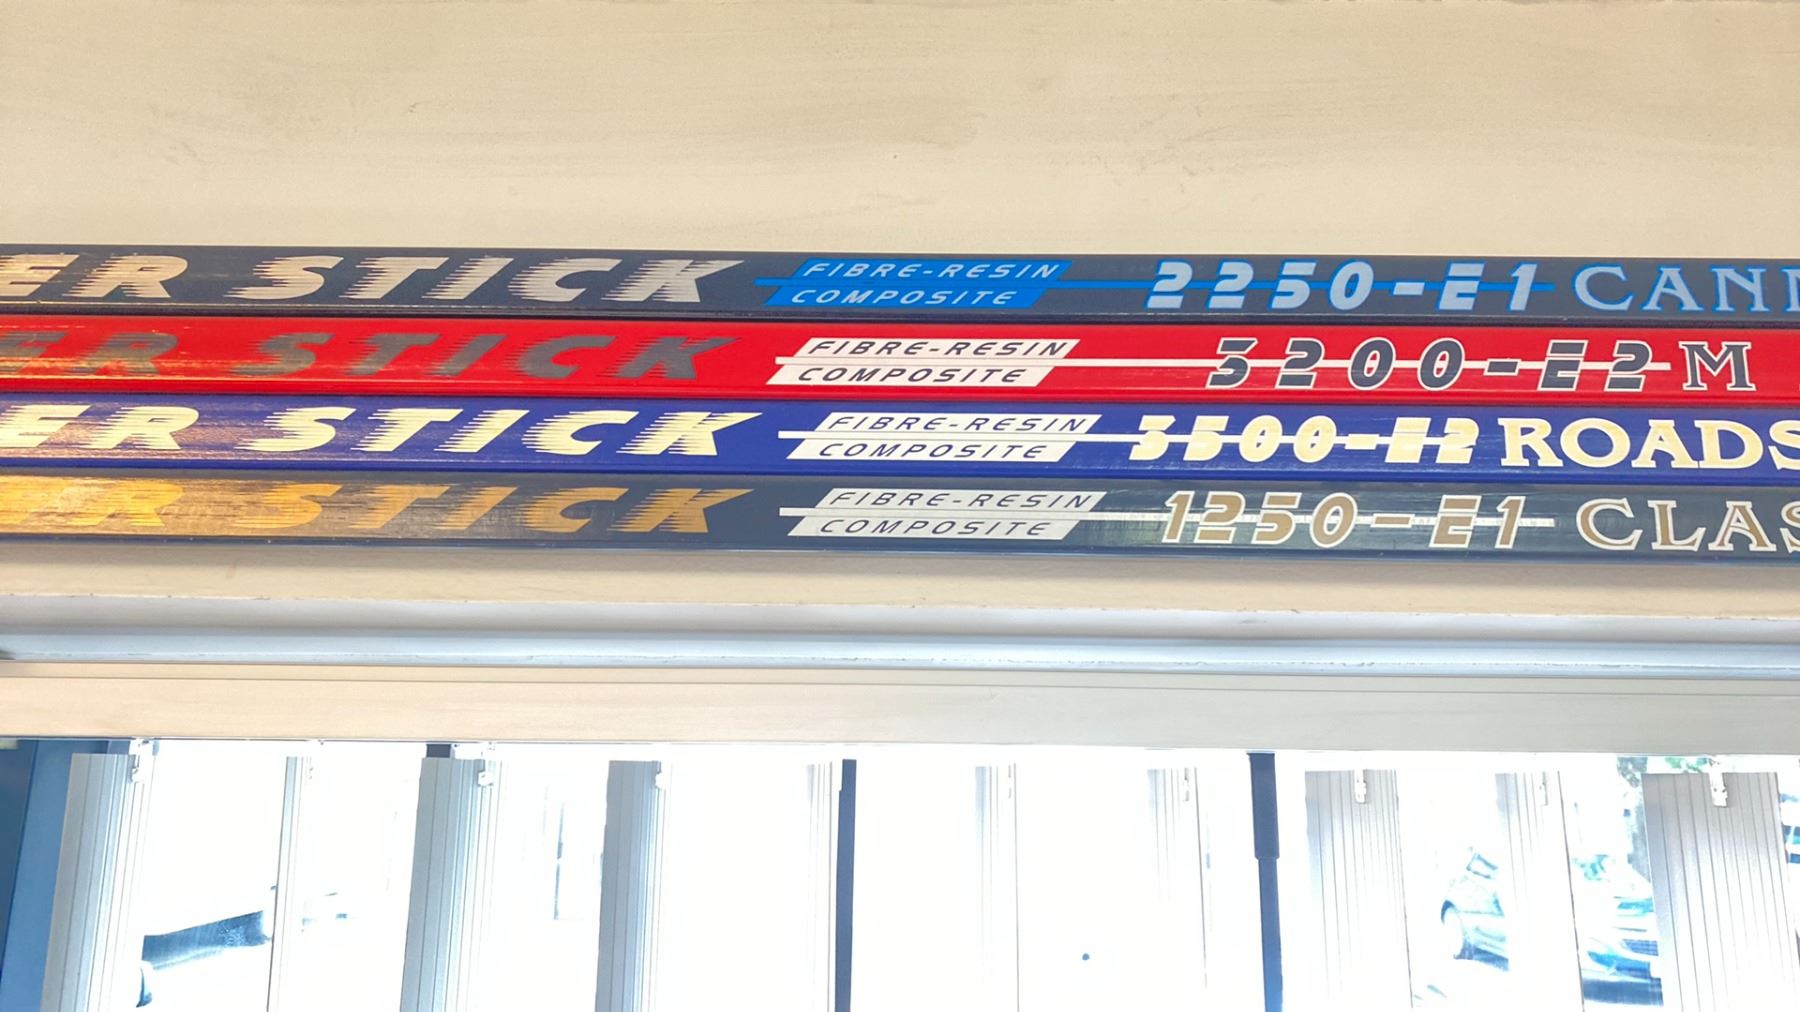 ER STICK FIBRE-RESIN COMPOSITE 2250-E1 CANN
ER STICK FIBRE-RESIN COMPOSITE 3200-E2 M
ER STICK FIBRE-RESIN COMPOSITE 3500-E2 ROADS
ER STICK FIBRE-RESIN COMPOSITE 1250-E1 CLAS